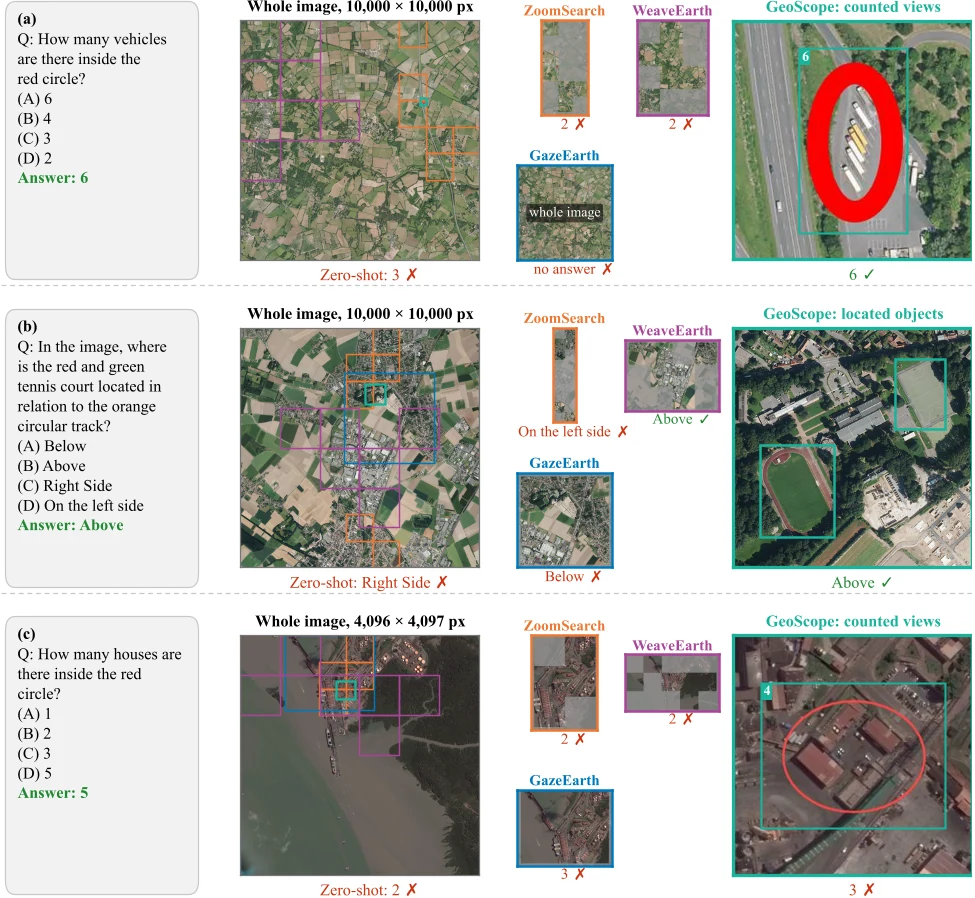 (a)
Q: How many vehicles
are there inside the
red circle?
(A) 6
(B) 4
(C) 3
(D) 2
Answer: 6
Whole image, 10,000 × 10,000 px
Zero-shot: 3 ✗
ZoomSearch
2 ✗
WeaveEarth
2 ✗
GazeEarth
whole image
no answer ✗
GeoScope: counted views
6
6 ✓
(b)
Q: In the image, where
is the red and green
tennis court located in
relation to the orange
circular track?
(A) Below
(B) Above
(C) Right Side
(D) On the left side
Answer: Above
Whole image, 10,000 × 10,000 px
Zero-shot: Right Side ✗
ZoomSearch
On the left side ✗
WeaveEarth
Above ✓
GazeEarth
Below ✗
GeoScope: located objects
Above ✓
(c)
Q: How many houses are
there inside the red
circle?
(A) 1
(B) 2
(C) 3
(D) 5
Answer: 5
Whole image, 4,096 × 4,097 px
Zero-shot: 2 ✗
ZoomSearch
2 ✗
WeaveEarth
2 ✗
GazeEarth
3 ✗
GeoScope: counted views
4
3 ✗